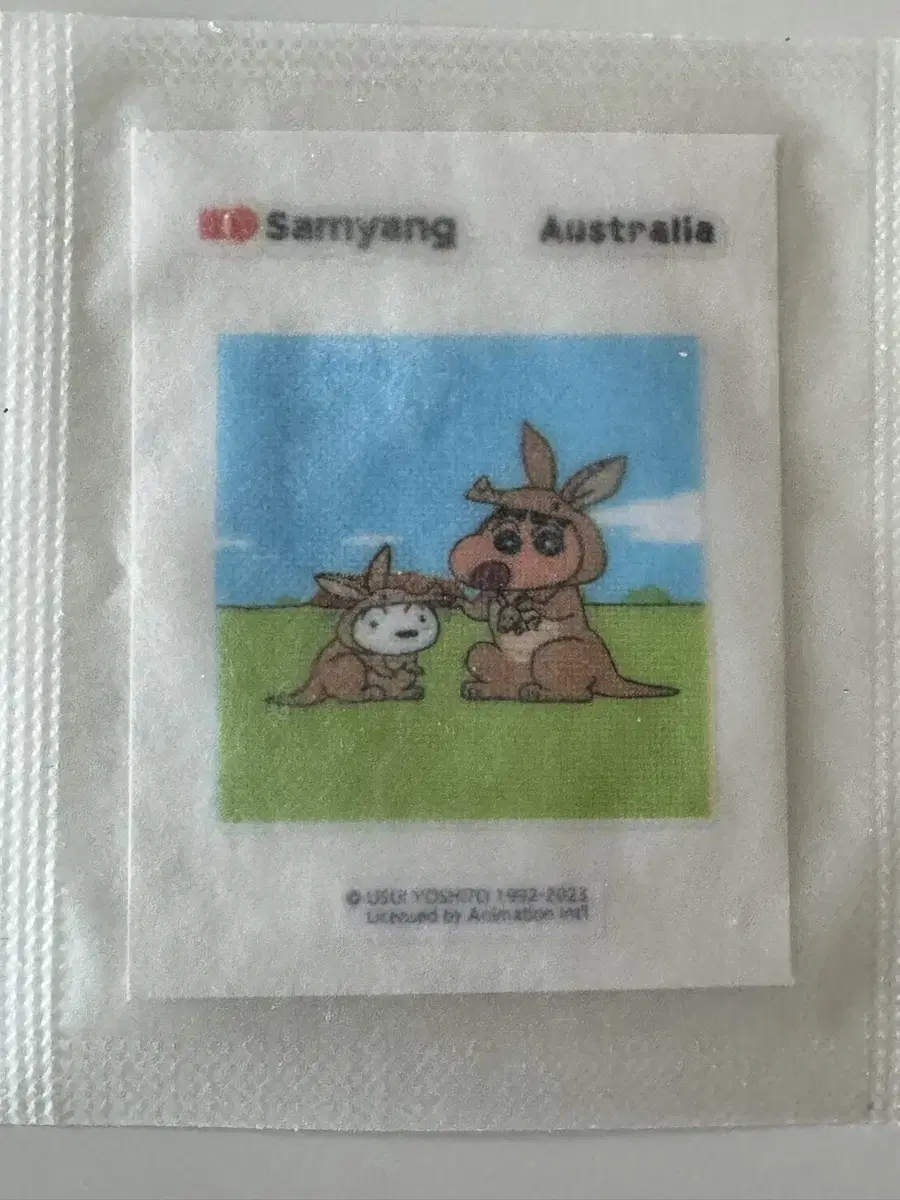 Samyang Australia
© USUI YOSHITO 1992-2023
Licensed by Animation Int'l